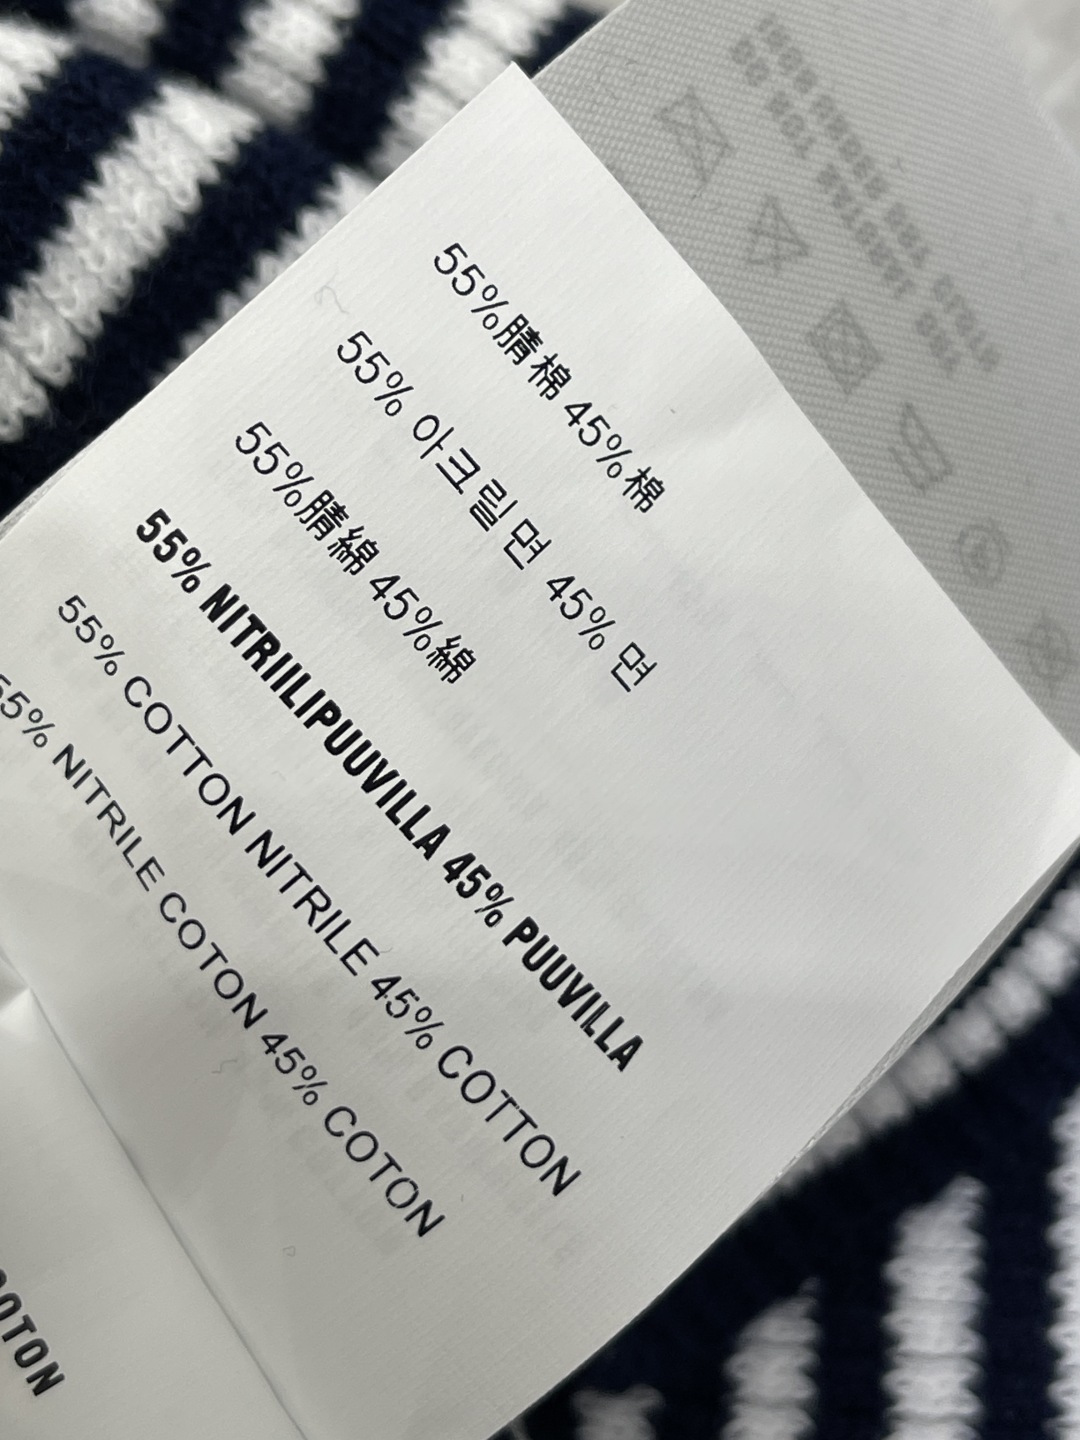 55%腈棉 45%棉
55% 아크릴면 45% 면
55%腈綿 45%綿
55% NITRIILIPUUVILLA 45% PUUVILLA
55% COTTON NITRILE 45% COTTON
55% NITRILE COTON 45% COTON